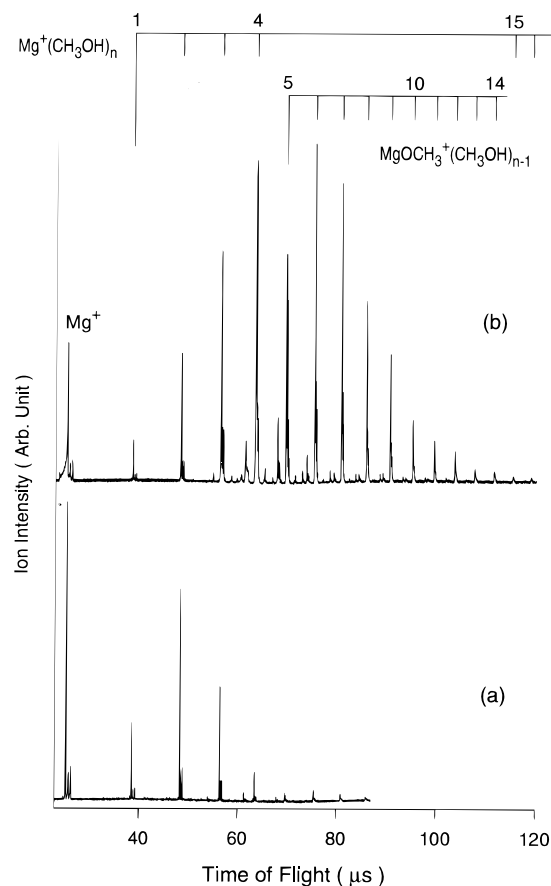 1 4 15
Mg+(CH3OH)n
5 10 14
MgOCH3+(CH3OH)n-1
Mg+
(b)
Ion Intensity ( Arb. Unit )
(a)
40 60 80 100 120
Time of Flight ( μs )